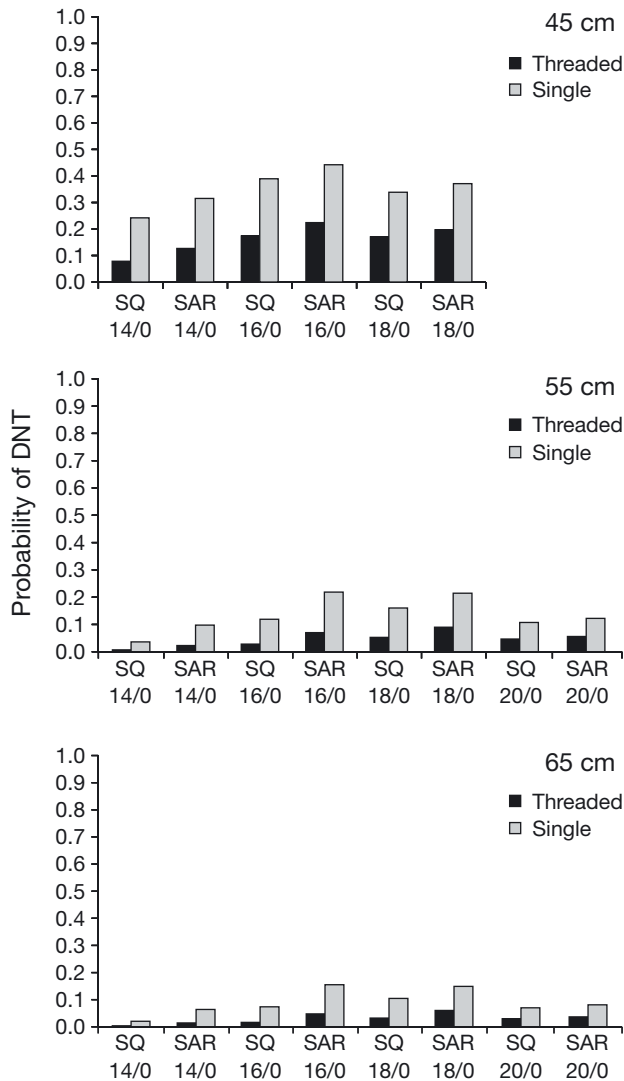 Probability of DNT
45 cm
Threaded
Single
1.0
0.9
0.8
0.7
0.6
0.5
0.4
0.3
0.2
0.1
0.0
SQ SAR SQ SAR SQ SAR
14/0 14/0 16/0 16/0 18/0 18/0
55 cm
Threaded
Single
1.0
0.9
0.8
0.7
0.6
0.5
0.4
0.3
0.2
0.1
0.0
SQ SAR SQ SAR SQ SAR SQ SAR
14/0 14/0 16/0 16/0 18/0 18/0 20/0 20/0
65 cm
Threaded
Single
1.0
0.9
0.8
0.7
0.6
0.5
0.4
0.3
0.2
0.1
0.0
SQ SAR SQ SAR SQ SAR SQ SAR
14/0 14/0 16/0 16/0 18/0 18/0 20/0 20/0